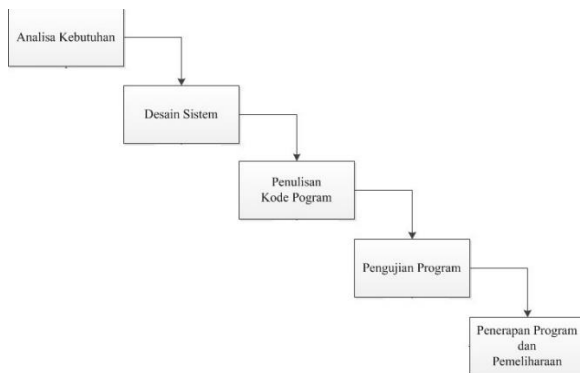 Analisa Kebutuhan
Desain Sistem
Penulisan
Kode Pogram
Pengujian Program
Penerapan Program
dan
Pemeliharaan